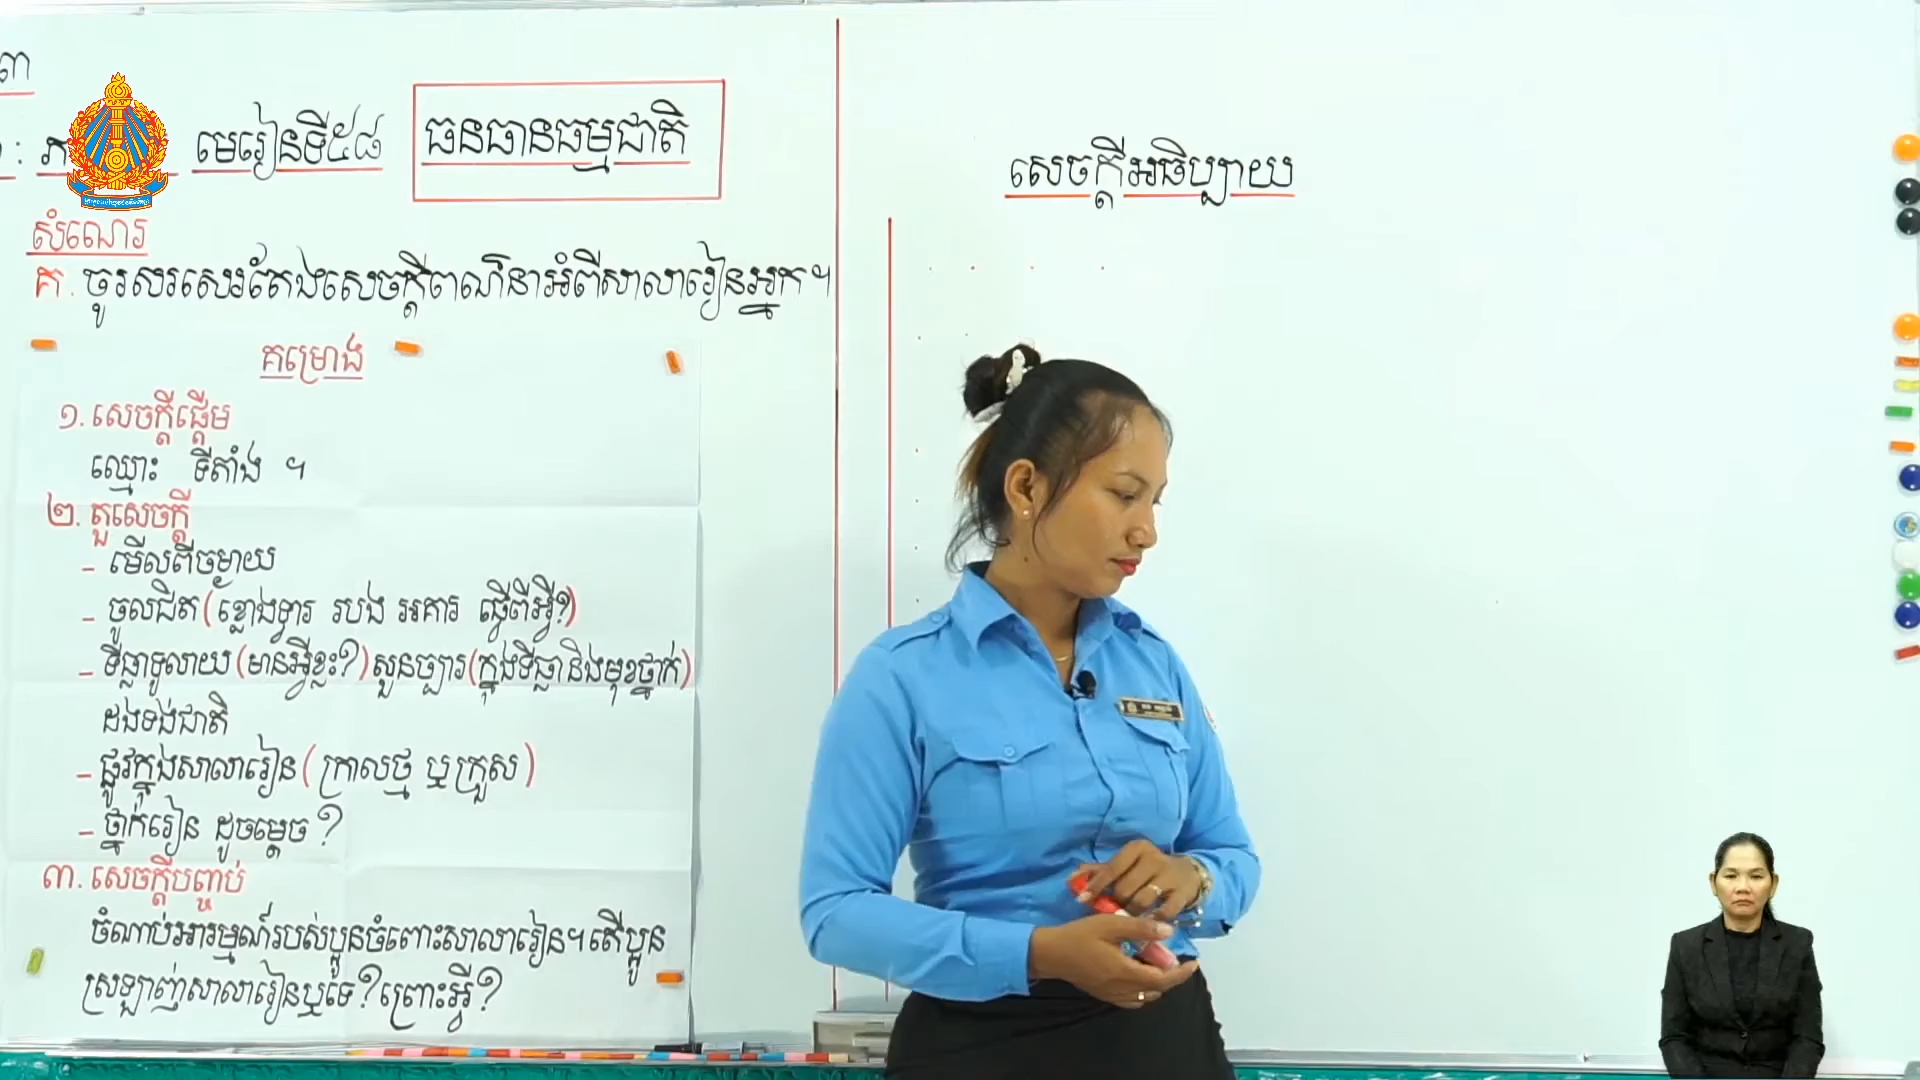 មេរៀនទី៥៨ ធនធានធម្មជាតិ
សំណេរ
គ. ចូរសរសេរតែងសេចក្តីពណ៌នាអំពីសាលារៀនអ្នក។
គម្រោង
១. សេចក្តីផ្តើម
ឈ្មោះ ទីតាំង ។
២. តួសេចក្តី
- មើលពីចម្ងាយ
- ចូលជិត (ខ្លោងទ្វារ របង អគារ ធ្វើពីអ្វី?)
- ទីធ្លាទូលាយ (មានអ្វីខ្លះ?) សួនច្បារ (ក្នុងទីធ្លានិងមុខថ្នាក់)
ដងទង់ជាតិ
- ផ្លូវក្នុងសាលារៀន (ក្រាលថ្ម ឬក្រួស)
- ថ្នាក់រៀន ដូចម្តេច?
៣. សេចក្តីបញ្ចប់
ចំណាប់អារម្មណ៍របស់ប្អូនចំពោះសាលារៀន។ តើប្អូន
ស្រឡាញ់សាលារៀនឬទេ? ព្រោះអ្វី?
សេចក្តីអធិប្បាយ